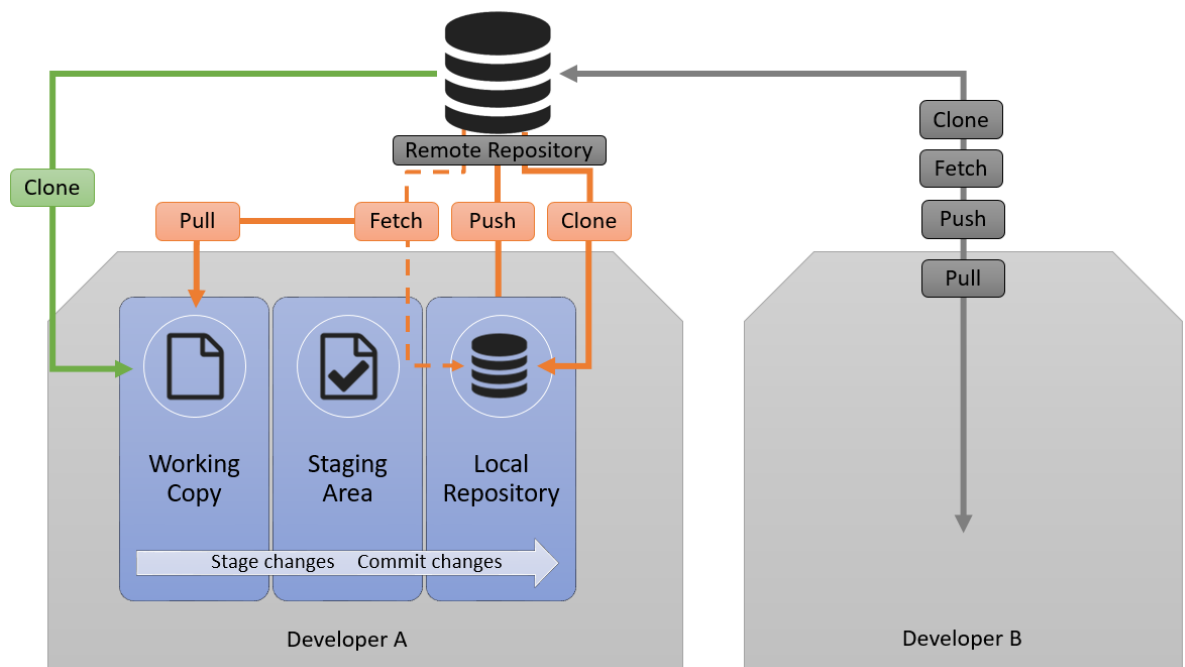 Remote Repository
Clone
Pull
Fetch
Push
Clone
Clone
Fetch
Push
Pull
Working
Copy
Staging
Area
Local
Repository
Stage changes
Commit changes
Developer A
Developer B